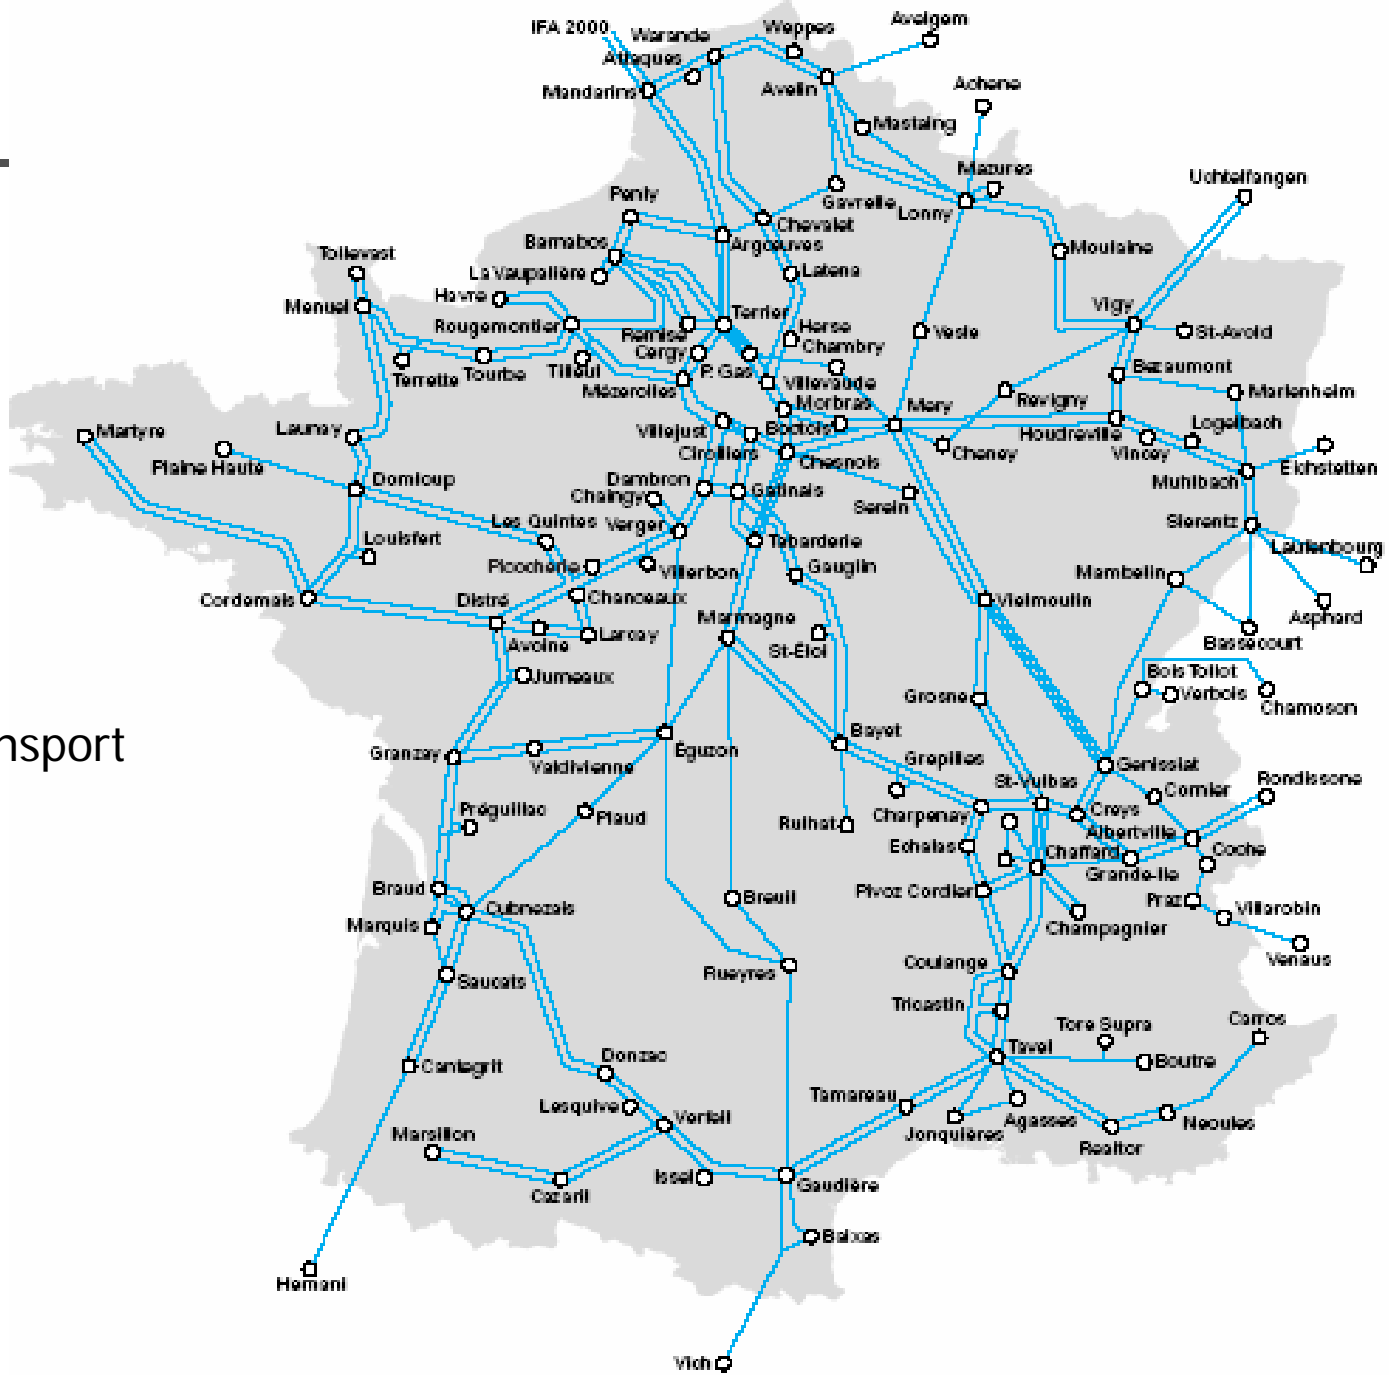 IFA 2000
Warande
Weppes
Avelgem
Attaques
Mandarins
Avelin
Achene
Mastaing
Mazures
Uchtelfangen
Penly
Gavrelle
Lonny
Chevalet
Barnabos
Argoeuves
Moulaine
Tollevast
La Vaupalière
Latena
Havre
Menuel
Vigy
Rougemontier
Terrier
Remise
Herse
Vesle
St-Avold
Cergy
Chambry
Terrette
Tourbe
Tilleul
P. Gas
Bezaumont
Mézerolles
Villevaude
Marlenheim
Morbras
Mery
Revigny
Martyre
Launay
Villejust
Boctois
Houdreville
Logelbach
Cirolliers
Vincey
Plaine Haute
Chesnois
Cheney
Eichstetten
Domloup
Dambron
Muhlbach
Chaingy
Gatinais
Serein
Les Quintes
Verger
Sierentz
Louisfert
Tabarderie
Laufenbourg
Picocherie
Villerbon
Gauglin
Mambelin
Cordemais
Distré
Chanceaux
Vielmoulin
Marmagne
Asphard
Avoine
Larcay
St-Éloi
Bassecourt
Jumeaux
Bois Tollot
Verbois
Grosne
Chamoson
nsport
Bayet
Granzay
Valdivienne
Éguzon
Grepilles
Genissiat
St-Vulbas
Rondissone
Cornier
Préguillac
Plaud
Rulhat
Charpenay
Creys
Albertville
Echalas
Chaffard
Coche
Grande-Ile
Braud
Pivoz Cordier
Breuil
Praz
Cubnezais
Villarobin
Marquis
Champagnier
Venaus
Coulange
Saucats
Rueyres
Tricastin
Carros
Tore Supra
Donzac
Tavel
Boutre
Cantegrit
Lesquive
Tamareau
Verfeil
Agasses
Neoules
Marsillon
Jonquières
Realtor
Issel
Cazaril
Gaudière
Baixas
Hernani
Vich